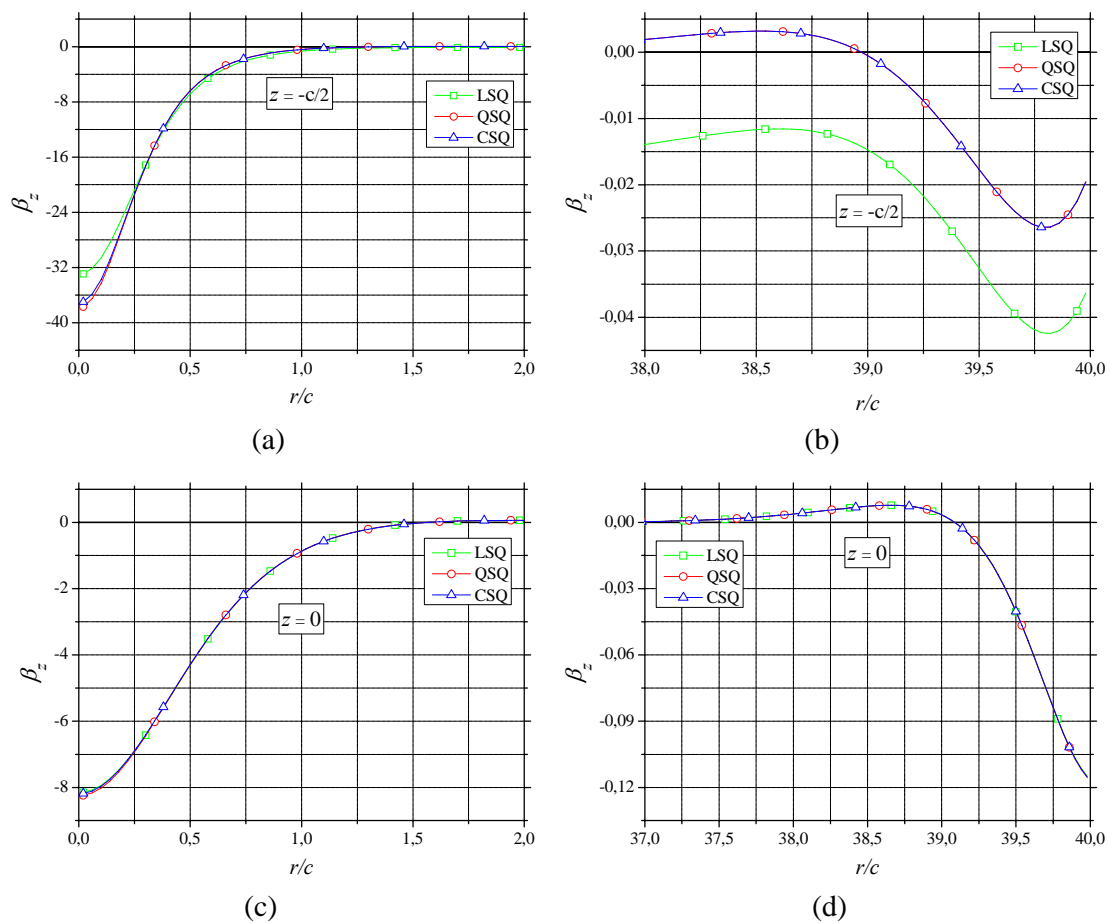 0
-8
-16
-24
-32
-40
β_z
0,0 0,5 1,0 1,5 2,0
r/c
z = -c/2
LSQ
QSQ
CSQ
(a)
0,00
-0,01
-0,02
-0,03
-0,04
β_z
38,0 38,5 39,0 39,5 40,0
r/c
z = -c/2
LSQ
QSQ
CSQ
(b)
0
-2
-4
-6
-8
β_z
0,0 0,5 1,0 1,5 2,0
r/c
z = 0
LSQ
QSQ
CSQ
(c)
0,00
-0,03
-0,06
-0,09
-0,12
β_z
37,0 37,5 38,0 38,5 39,0 39,5 40,0
r/c
z = 0
LSQ
QSQ
CSQ
(d)